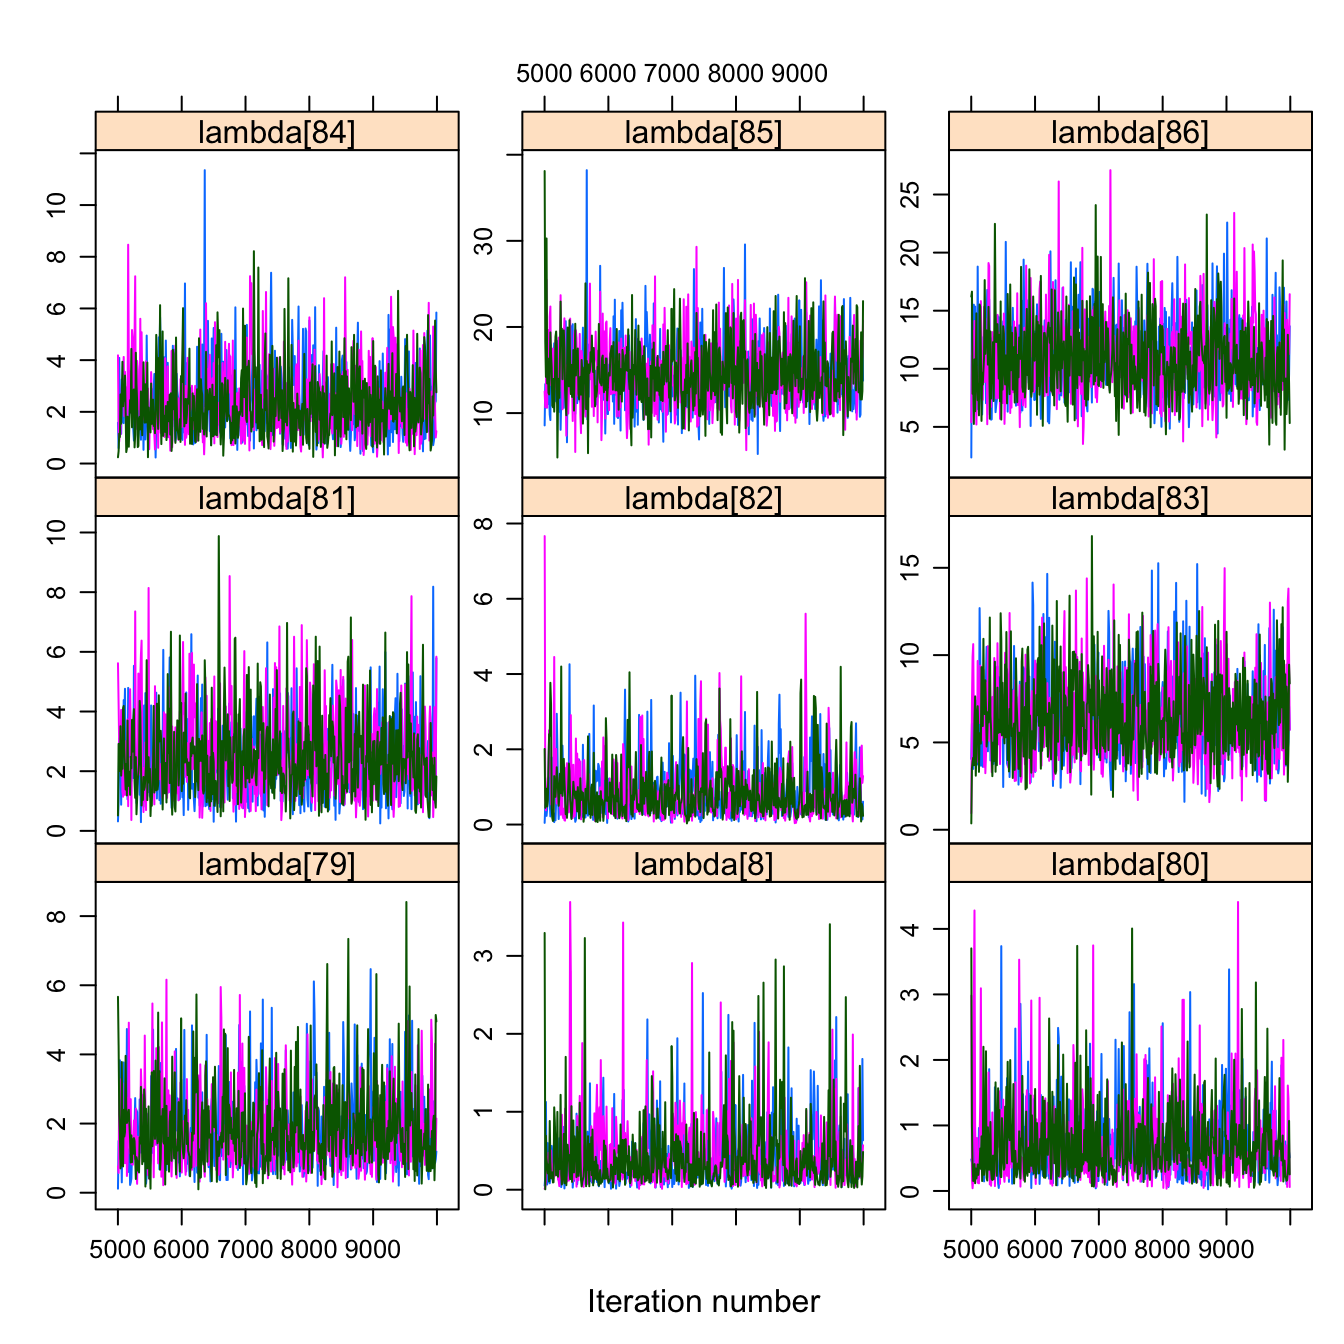 5000 6000 7000 8000 9000
lambda[84] lambda[85] lambda[86]
0 2 4 6 8 10
10 20 30
5 10 15 20 25
lambda[81] lambda[82] lambda[83]
0 2 4 6 8 10
0 2 4 6 8
0 5 10 15
lambda[79] lambda[8] lambda[80]
0 2 4 6 8
0 1 2 3
0 1 2 3 4
5000 6000 7000 8000 9000 5000 6000 7000 8000 9000
Iteration number